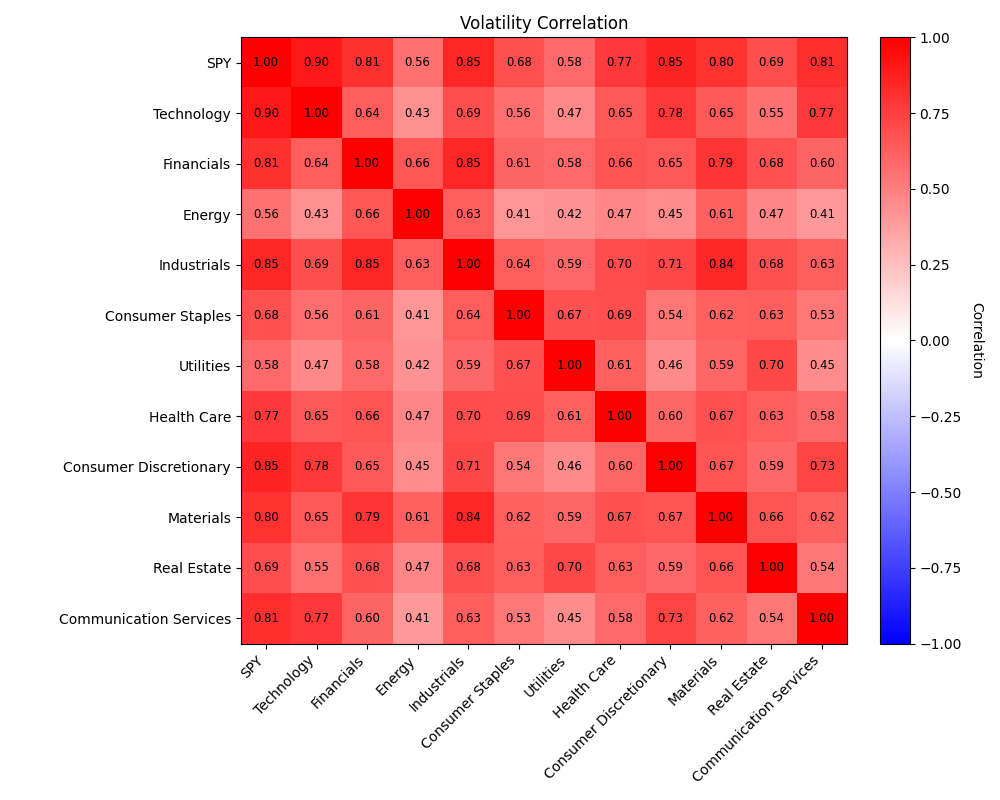 Volatility Correlation
SPY 1.00 0.90 0.81 0.56 0.85 0.68 0.58 0.77 0.85 0.80 0.69 0.81
Technology 0.90 1.00 0.64 0.43 0.69 0.56 0.47 0.65 0.78 0.65 0.55 0.77
Financials 0.81 0.64 1.00 0.66 0.85 0.61 0.58 0.66 0.65 0.79 0.68 0.60
Energy 0.56 0.43 0.66 1.00 0.63 0.41 0.42 0.47 0.45 0.61 0.47 0.41
Industrials 0.85 0.69 0.85 0.63 1.00 0.64 0.59 0.70 0.71 0.84 0.68 0.63
Consumer Staples 0.68 0.56 0.61 0.41 0.64 1.00 0.67 0.69 0.54 0.62 0.63 0.53
Utilities 0.58 0.47 0.58 0.42 0.59 0.67 1.00 0.61 0.46 0.59 0.70 0.45
Health Care 0.77 0.65 0.66 0.47 0.70 0.69 0.61 1.00 0.60 0.67 0.63 0.58
Consumer Discretionary 0.85 0.78 0.65 0.45 0.71 0.54 0.46 0.60 1.00 0.67 0.59 0.73
Materials 0.80 0.65 0.79 0.61 0.84 0.62 0.59 0.67 0.67 1.00 0.66 0.62
Real Estate 0.69 0.55 0.68 0.47 0.68 0.63 0.70 0.63 0.59 0.66 1.00 0.54
Communication Services 0.81 0.77 0.60 0.41 0.63 0.53 0.45 0.58 0.73 0.62 0.54 1.00
SPY
Technology
Financials
Energy
Industrials
Consumer Staples
Utilities
Health Care
Consumer Discretionary
Materials
Real Estate
Communication Services
1.00
0.75
0.50
0.25
0.00
−0.25
−0.50
−0.75
−1.00
Correlation